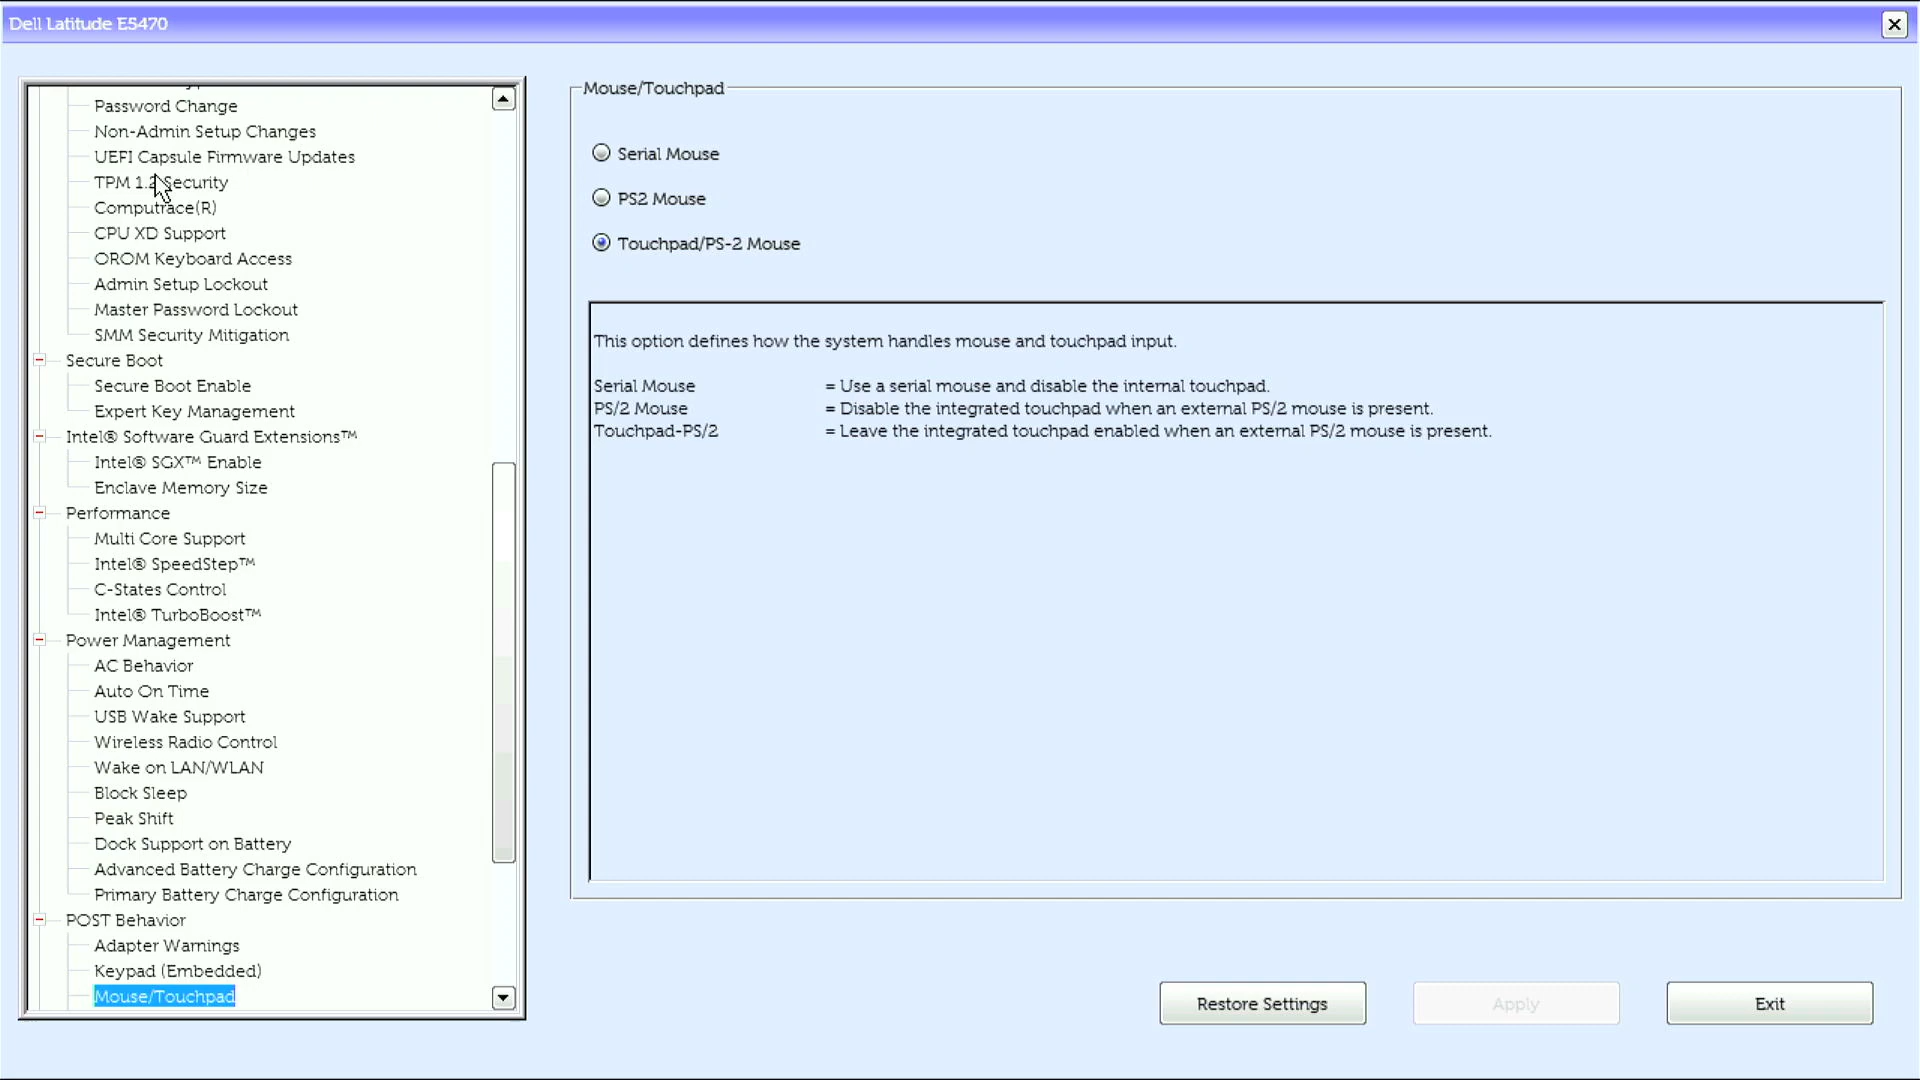 Dell Latitude E5470
Password Change
Non-Admin Setup Changes
UEFI Capsule Firmware Updates
TPM 1.2 Security
Computrace(R)
CPU XD Support
OROM Keyboard Access
Admin Setup Lockout
Master Password Lockout
SMM Security Mitigation
Secure Boot
Secure Boot Enable
Expert Key Management
Intel® Software Guard Extensions™
Intel® SGX™ Enable
Enclave Memory Size
Performance
Multi Core Support
Intel® SpeedStep™
C-States Control
Intel® TurboBoost™
Power Management
AC Behavior
Auto On Time
USB Wake Support
Wireless Radio Control
Wake on LAN/WLAN
Block Sleep
Peak Shift
Dock Support on Battery
Advanced Battery Charge Configuration
Primary Battery Charge Configuration
POST Behavior
Adapter Warnings
Keypad (Embedded)
Mouse/Touchpad
Mouse/Touchpad
Serial Mouse
PS2 Mouse
Touchpad/PS-2 Mouse
This option defines how the system handles mouse and touchpad input.
Serial Mouse = Use a serial mouse and disable the internal touchpad.
PS/2 Mouse = Disable the integrated touchpad when an external PS/2 mouse is present.
Touchpad-PS/2 = Leave the integrated touchpad enabled when an external PS/2 mouse is present.
Restore Settings Apply Exit